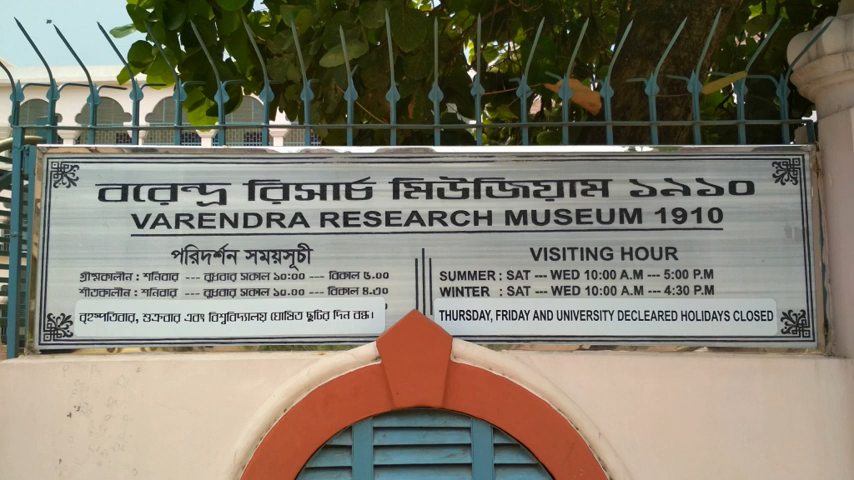 বরেন্দ্র রিসার্চ মিউজিয়াম ১৯১০
VARENDRA RESEARCH MUSEUM 1910
পরিদর্শন সময়সূচী
গ্রীষ্মকালীন : শনিবার --- বুধবার সকাল ১০:০০ --- বিকাল ৫.০০
শীতকালীন : শনিবার --- বুধবার সকাল ১০.০০ --- বিকাল ৪.৩০
বৃহস্পতিবার, শুক্রবার এবং বিশ্ববিদ্যালয় ঘোষিত ছুটির দিন বন্ধ।
VISITING HOUR
SUMMER : SAT --- WED 10:00 A.M --- 5:00 P.M
WINTER : SAT --- WED 10:00 A.M --- 4:30 P.M
THURSDAY, FRIDAY AND UNIVERSITY DECLEARED HOLIDAYS CLOSED